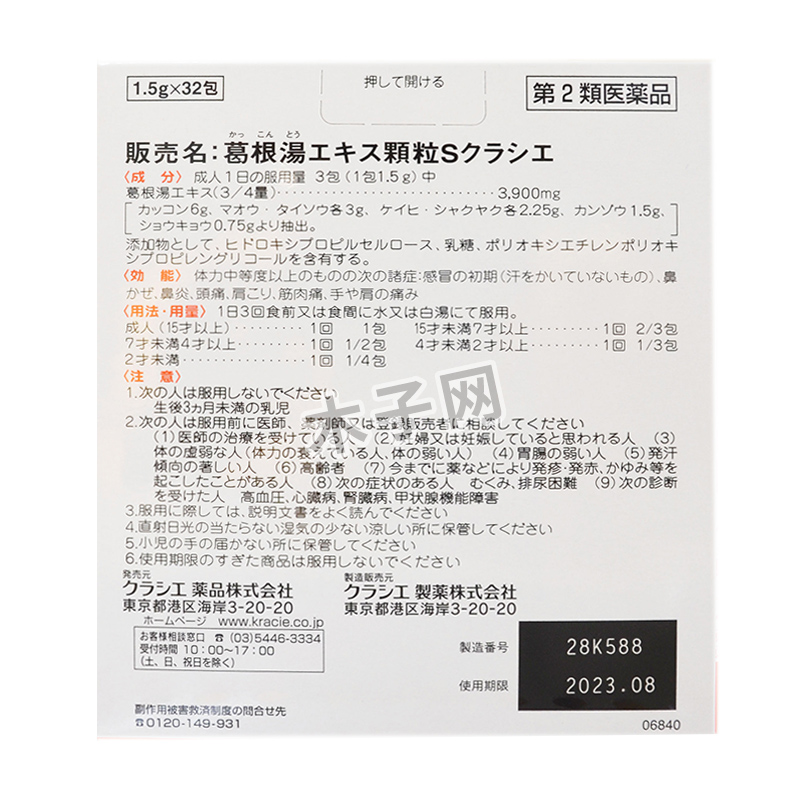 1.5g×32包
押して開ける
第2類医薬品
かっ こん とう
販売名：葛根湯エキス顆粒Sクラシエ
〈成 分〉 成人1日の服用量 3包（1包1.5g）中
葛根湯エキス(3/4量)‥‥‥‥‥‥‥‥‥‥‥‥3,900mg
カッコン6g、マオウ・タイソウ各3g、ケイヒ・シャクヤク各2.25g、カンゾウ1.5g、
ショウキョウ0.75gより抽出。
添加物として、ヒドロキシプロピルセルロース、乳糖、ポリオキシエチレンポリオキ
シプロピレングリコールを含有する。
〈効 能〉 体力中等度以上のものの次の諸症：感冒の初期（汗をかいていないもの）、鼻
かぜ、鼻炎、頭痛、肩こり、筋肉痛、手や肩の痛み
〈用法・用量〉 1日3回食前又は食間に水又は白湯にて服用。
成人（15才以上）‥‥‥‥1回 1包 15才未満7才以上‥‥‥‥1回 2/3包
7才未満4才以上‥‥‥‥1回 1/2包 4才未満2才以上‥‥‥‥1回 1/3包
2才未満‥‥‥‥‥‥‥1回 1/4包
〈注 意〉
1.次の人は服用しないでください
生後3ヵ月未満の乳児
2.次の人は服用前に医師、薬剤師又は登録販売者に相談してください
（1）医師の治療を受けている人 （2）妊婦又は妊娠していると思われる人 （3）
体の虚弱な人（体力の衰えている人、体の弱い人） （4）胃腸の弱い人 （5）発汗
傾向の著しい人 （6）高齢者 （7）今までに薬などにより発疹・発赤、かゆみ等を
起こしたことがある人 （8）次の症状のある人 むくみ、排尿困難 （9）次の診断
を受けた人 高血圧、心臓病、腎臓病、甲状腺機能障害
3.服用に際しては、説明文書をよく読んでください
4.直射日光の当たらない湿気の少ない涼しい所に保管してください
5.小児の手の届かない所に保管してください
6.使用期限のすぎた商品は服用しないでください
木子网
発売元
クラシエ 薬品株式会社
東京都港区海岸3-20-20
ホームページ www.kracie.co.jp
お客様相談窓口 ☎ (03)5446-3334
受付時間 10：00〜17：00
（土、日、祝日を除く）
製造販売元
クラシエ 製薬株式会社
東京都港区海岸3-20-20
製造番号 28K588
使用期限 2023.08
副作用被害救済制度の問合せ先
☎0120-149-931
06840